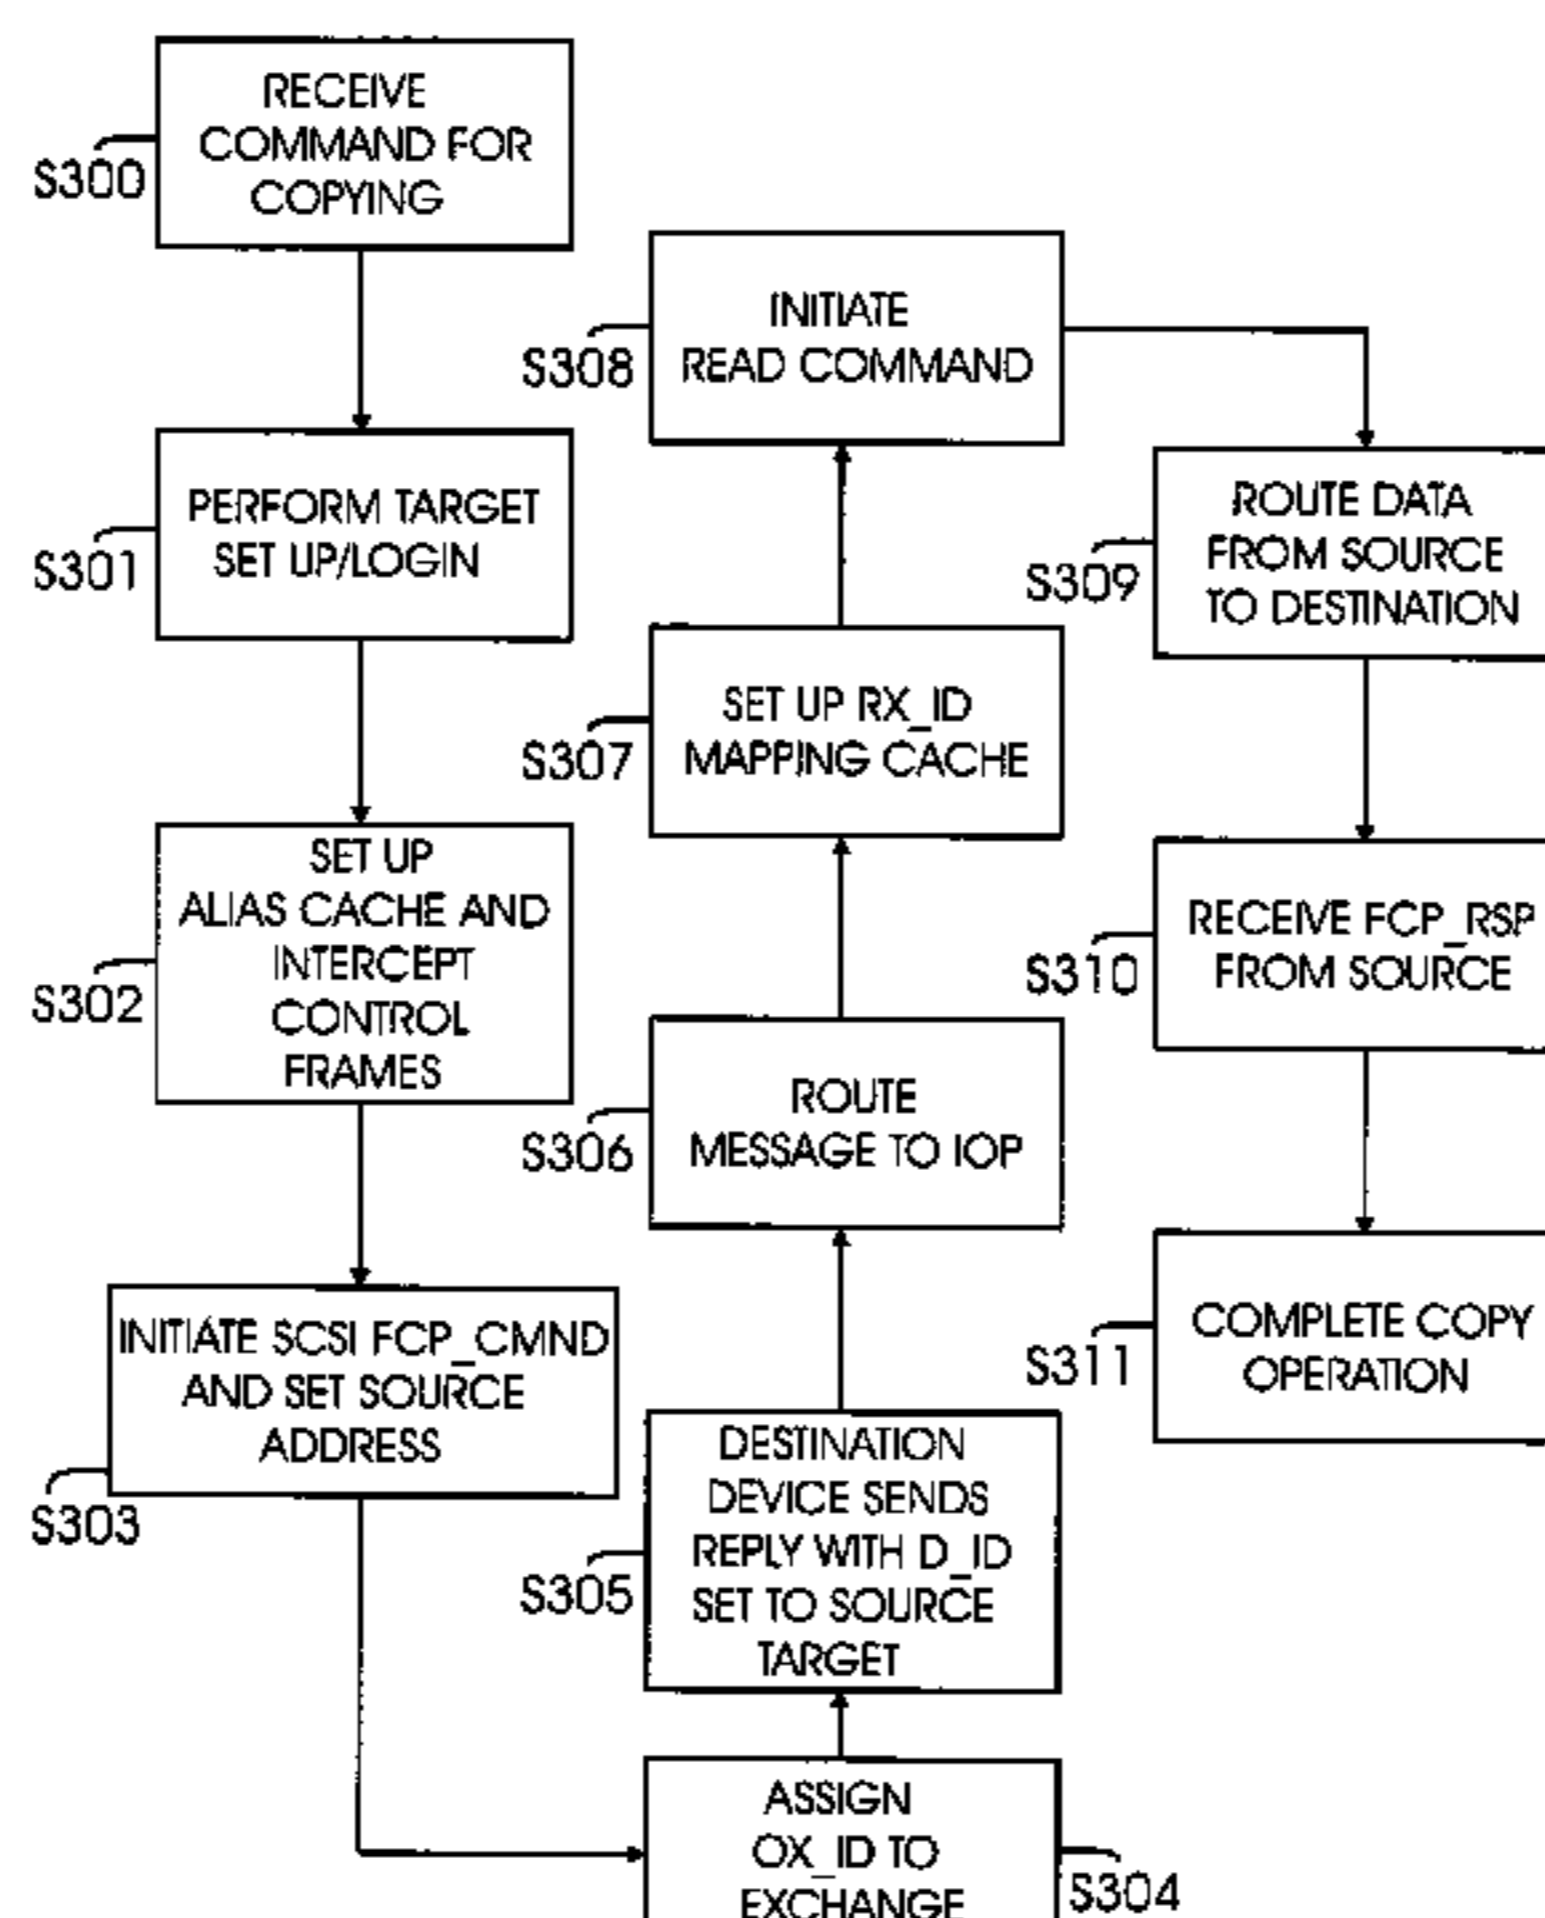 RECEIVE
COMMAND FOR
COPYING
S300
PERFORM TARGET
SET UP/LOGIN
S301
SET UP
ALIAS CACHE AND
INTERCEPT
CONTROL
FRAMES
S302
INITIATE SCSI FCP_CMND
AND SET SOURCE
ADDRESS
S303
ASSIGN
OX_ID TO
EXCHANGE
S304
DESTINATION
DEVICE SENDS
REPLY WITH D_ID
SET TO SOURCE
TARGET
S305
ROUTE
MESSAGE TO IOP
S306
SET UP RX_ID
MAPPING CACHE
S307
INITIATE
READ COMMAND
S308
ROUTE DATA
FROM SOURCE
TO DESTINATION
S309
RECEIVE FCP_RSP
FROM SOURCE
S310
COMPLETE COPY
OPERATION
S311